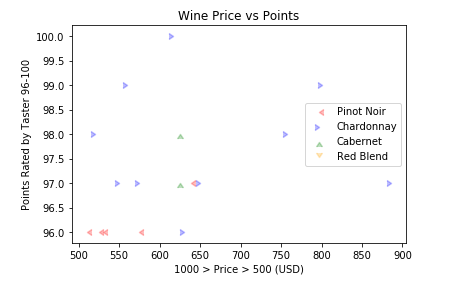 Wine Price vs Points
Points Rated by Taster 96-100
100.0
99.5
99.0
98.5
98.0
97.5
97.0
96.5
96.0
Pinot Noir
Chardonnay
Cabernet
Red Blend
500 550 600 650 700 750 800 850 900
1000 > Price > 500 (USD)